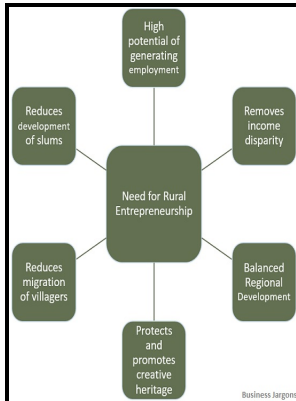 High
potential of
generating
employment
Removes
income
disparity
Balanced
Regional
Development
Protects
and
promotes
creative
heritage
Reduces
migration
of villagers
Reduces
development
of slums
Need for Rural
Entrepreneurship
Business Jargons